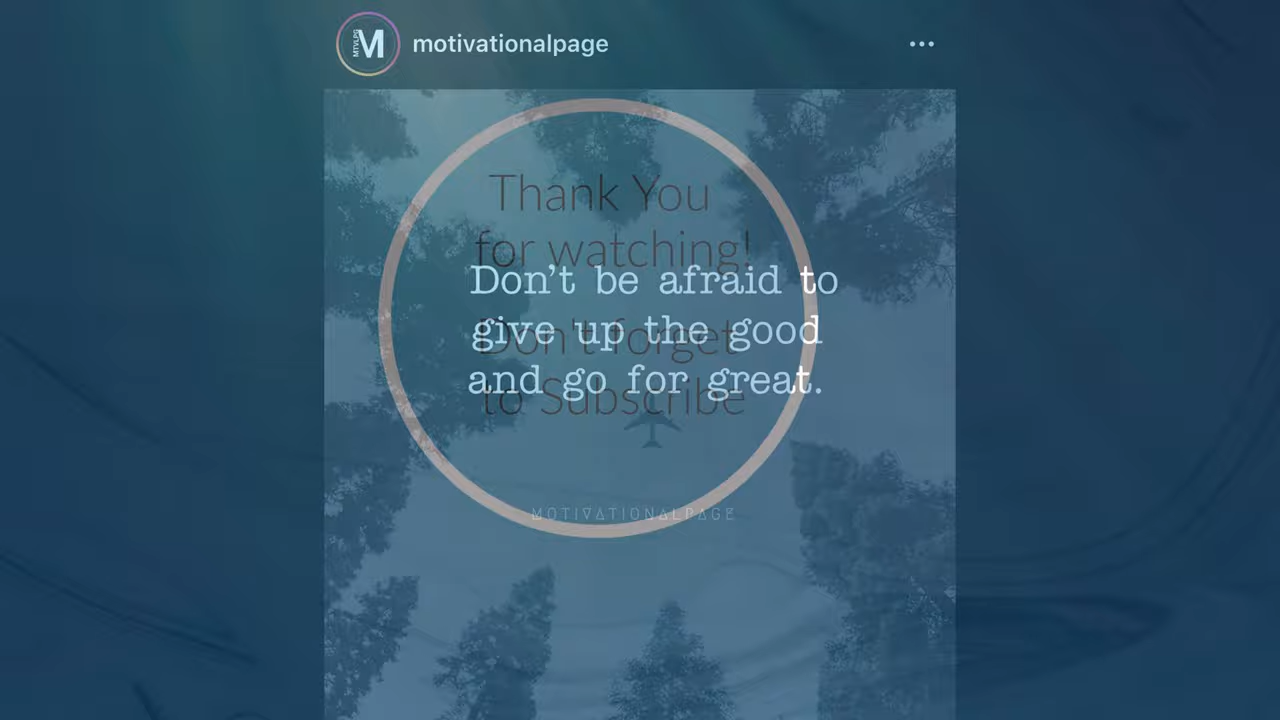 M
MTVLPG
motivationalpage
Thank You
for watching!
Don't be afraid to
give up the good
Don't forget
and go for great.
to Subscribe
MOTIVATIONALPAGE